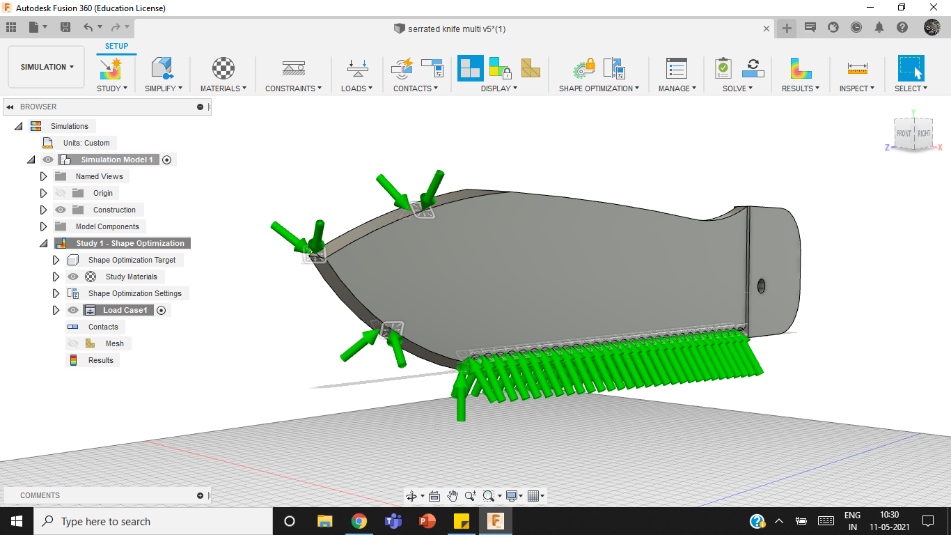 Autodesk Fusion 360 (Education License)
serrated knife multi v5*(1)
SETUP
SIMULATION
STUDY
SIMPLIFY
MATERIALS
CONSTRAINTS
LOADS
CONTACTS
DISPLAY
SHAPE OPTIMIZATION
MANAGE
SOLVE
RESULTS
INSPECT
SELECT
BROWSER
Simulations
Units: Custom
Simulation Model 1
Named Views
Origin
Construction
Model Components
Study 1 - Shape Optimization
Shape Optimization Target
Study Materials
Shape Optimization Settings
Load Case1
Contacts
Mesh
Results
Y
FRONT RIGHT
Z X
COMMENTS
Type here to search
ENG
IN
10:30
11-05-2021